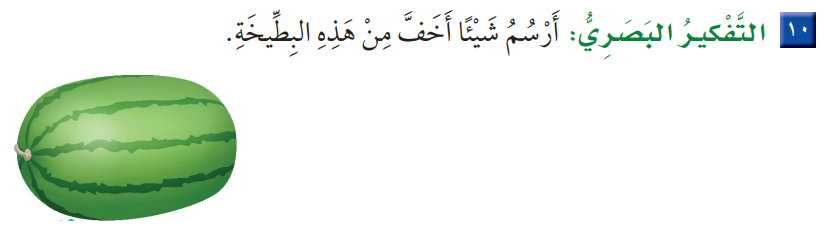 ١٠ التَّفْكيرُ البَصَرِيُّ: أَرْسُمُ شَيْئًا أَخَفَّ مِنْ هَذِهِ البِطِّيخَةِ.